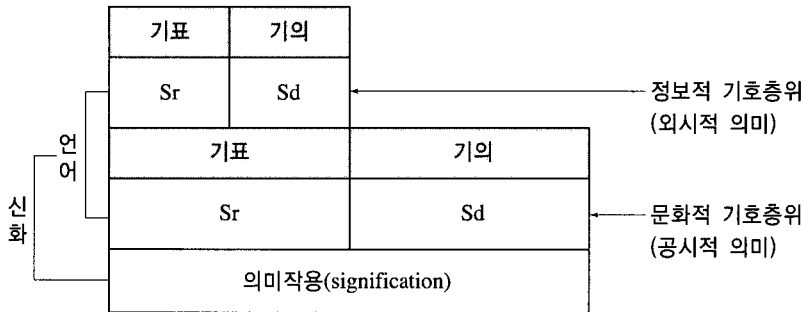 기표 기의
Sr Sd
정보적 기호층위
(외시적 의미)
언어
기표 기의
신화
Sr Sd
문화적 기호층위
(공시적 의미)
의미작용(signification)